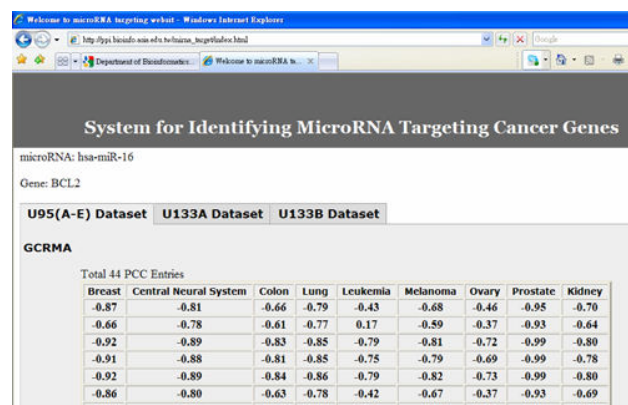 Welcome to microRNA targeting websit - Windows Internet Explorer
Google
Department of Bioinformatics... Welcome to microRNA ta...
System for Identifying MicroRNA Targeting Cancer Genes
microRNA: hsa-miR-16
Gene: BCL2
U95(A-E) Dataset U133A Dataset U133B Dataset
GCRMA
Total 44 PCC Entries
Breast Central Neural System Colon Lung Leukemia Melanoma Ovary Prostate Kidney
-0.87 -0.81 -0.66 -0.79 -0.43 -0.68 -0.46 -0.95 -0.70
-0.66 -0.78 -0.61 -0.77 0.17 -0.59 -0.37 -0.93 -0.64
-0.92 -0.89 -0.83 -0.85 -0.79 -0.81 -0.72 -0.99 -0.80
-0.91 -0.88 -0.81 -0.85 -0.75 -0.79 -0.69 -0.99 -0.78
-0.92 -0.89 -0.84 -0.86 -0.79 -0.82 -0.73 -0.99 -0.80
-0.86 -0.80 -0.63 -0.78 -0.42 -0.67 -0.37 -0.93 -0.69